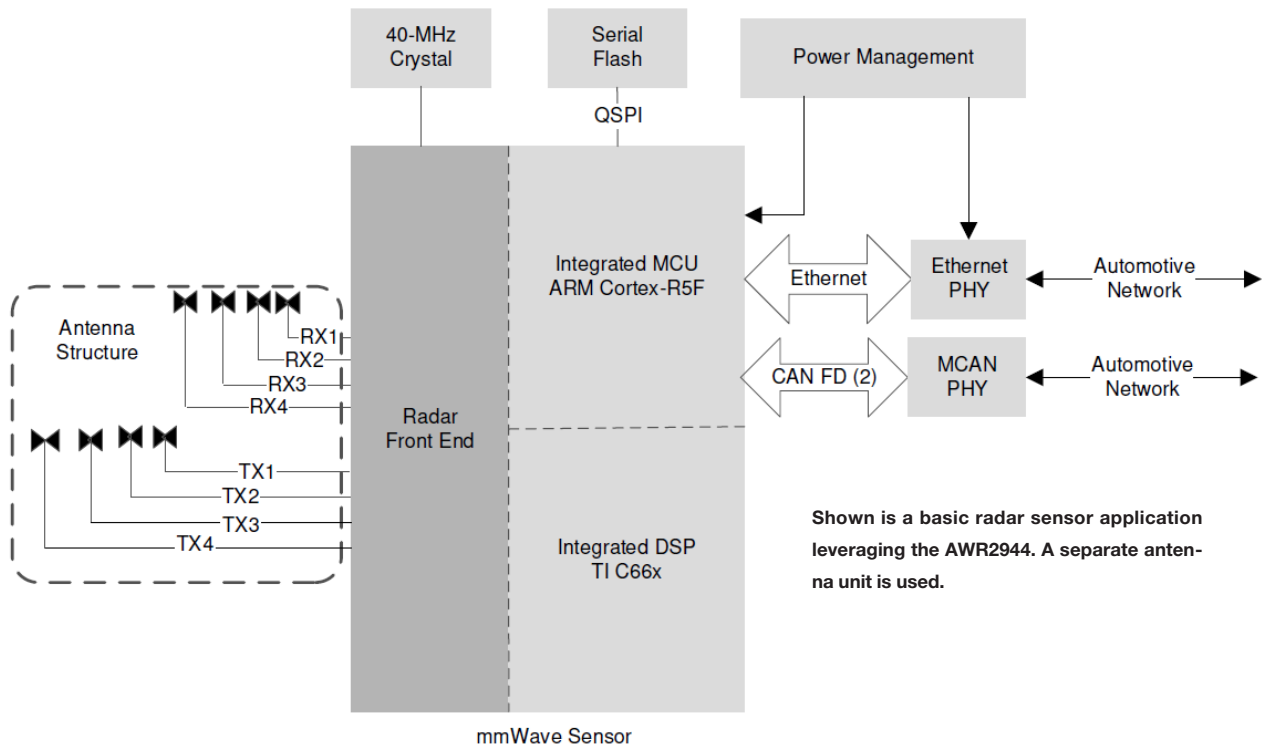 40-MHz
Crystal
Serial
Flash
Power Management
QSPI
Integrated MCU
ARM Cortex-R5F
Ethernet
Ethernet
PHY
Automotive
Network
Antenna
Structure
RX1
RX2
RX3
RX4
CAN FD (2)
MCAN
PHY
Automotive
Network
Radar
Front End
TX1
TX2
TX3
TX4
Integrated DSP
TI C66x
Shown is a basic radar sensor application
leveraging the AWR2944. A separate anten-
na unit is used.
mmWave Sensor